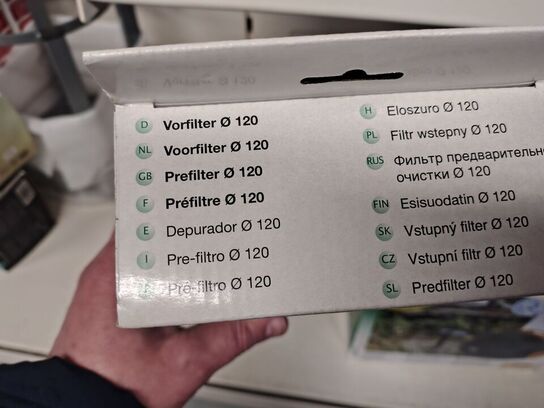 D Vorfilter Ø 120
NL Voorfilter Ø 120
GB Prefilter Ø 120
F Préfiltre Ø 120
E Depurador Ø 120
I Pre-filtro Ø 120
Pré-filtro Ø 120
H Eloszuro Ø 120
PL Filtr wstepny Ø 120
RUS Фильтр предварительно
очистки Ø 120
FIN Esisuodatin Ø 120
SK Vstupný filter Ø 120
CZ Vstupní filtr Ø 120
SL Predfilter Ø 120